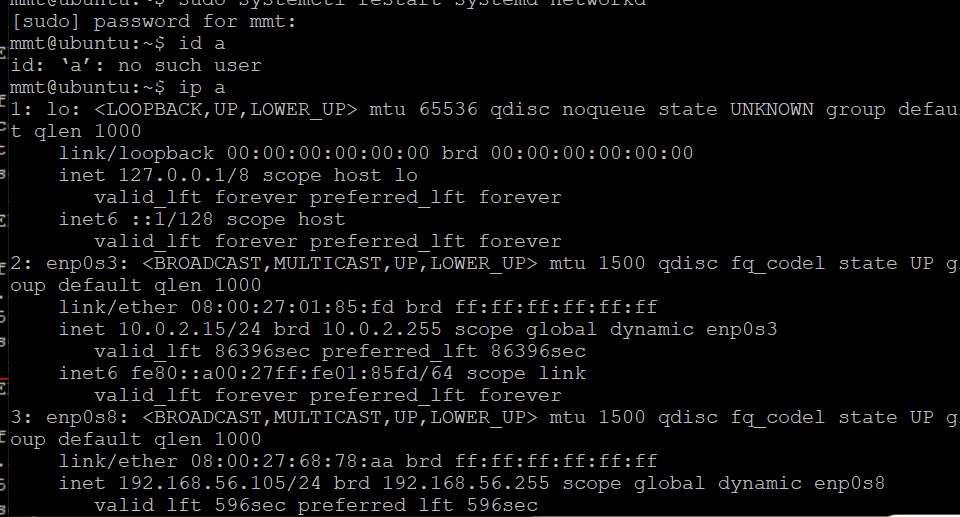 sudo systemctl restart systemd-networkd
[sudo] password for mmt:
mmt@ubuntu:~$ id a
id: ‘a’: no such user
mmt@ubuntu:~$ ip a
1: lo: <LOOPBACK,UP,LOWER_UP> mtu 65536 qdisc noqueue state UNKNOWN group defau
t qlen 1000
    link/loopback 00:00:00:00:00:00 brd 00:00:00:00:00:00
    inet 127.0.0.1/8 scope host lo
       valid_lft forever preferred_lft forever
    inet6 ::1/128 scope host
       valid_lft forever preferred_lft forever
2: enp0s3: <BROADCAST,MULTICAST,UP,LOWER_UP> mtu 1500 qdisc fq_codel state UP g
oup default qlen 1000
    link/ether 08:00:27:01:85:fd brd ff:ff:ff:ff:ff:ff
    inet 10.0.2.15/24 brd 10.0.2.255 scope global dynamic enp0s3
       valid_lft 86396sec preferred_lft 86396sec
    inet6 fe80::a00:27ff:fe01:85fd/64 scope link
       valid_lft forever preferred_lft forever
3: enp0s8: <BROADCAST,MULTICAST,UP,LOWER_UP> mtu 1500 qdisc fq_codel state UP g
oup default qlen 1000
    link/ether 08:00:27:68:78:aa brd ff:ff:ff:ff:ff:ff
    inet 192.168.56.105/24 brd 192.168.56.255 scope global dynamic enp0s8
       valid_lft 596sec preferred_lft 596sec